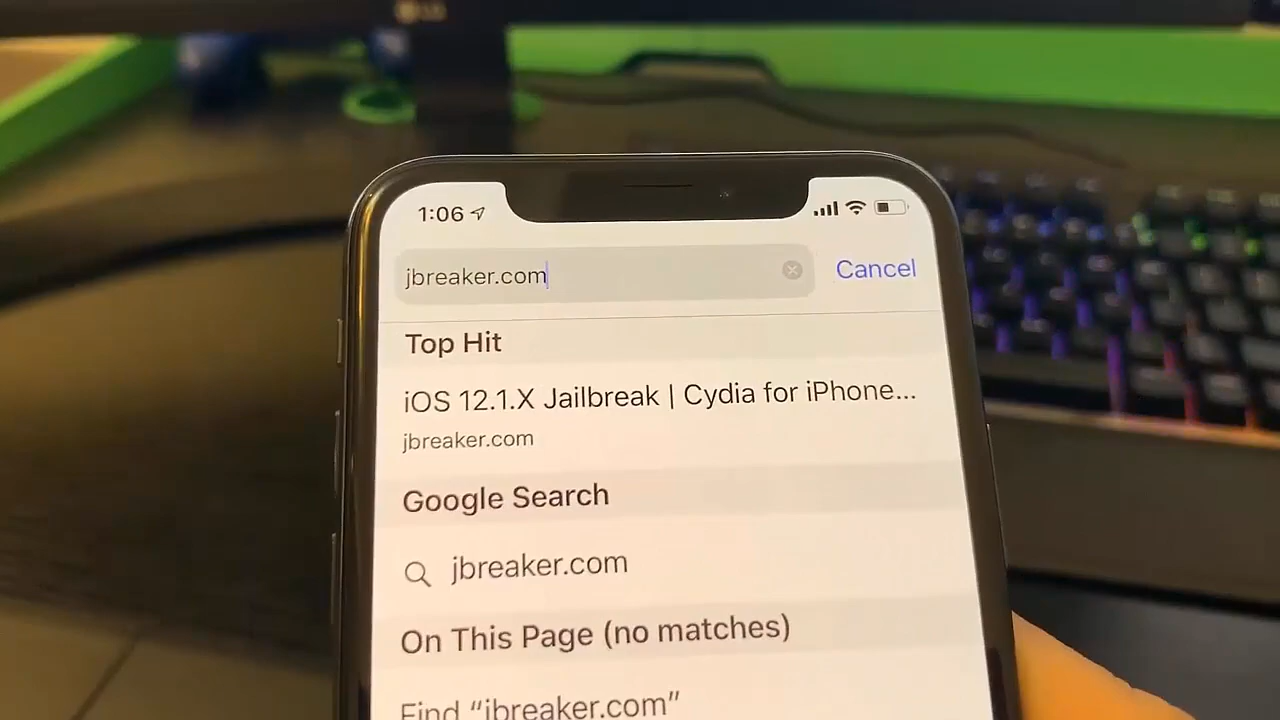 LG
1:06
jbreaker.com
Cancel
Top Hit
iOS 12.1.X Jailbreak | Cydia for iPhone...
jbreaker.com
Google Search
jbreaker.com
On This Page (no matches)
Find "jbreaker.com"